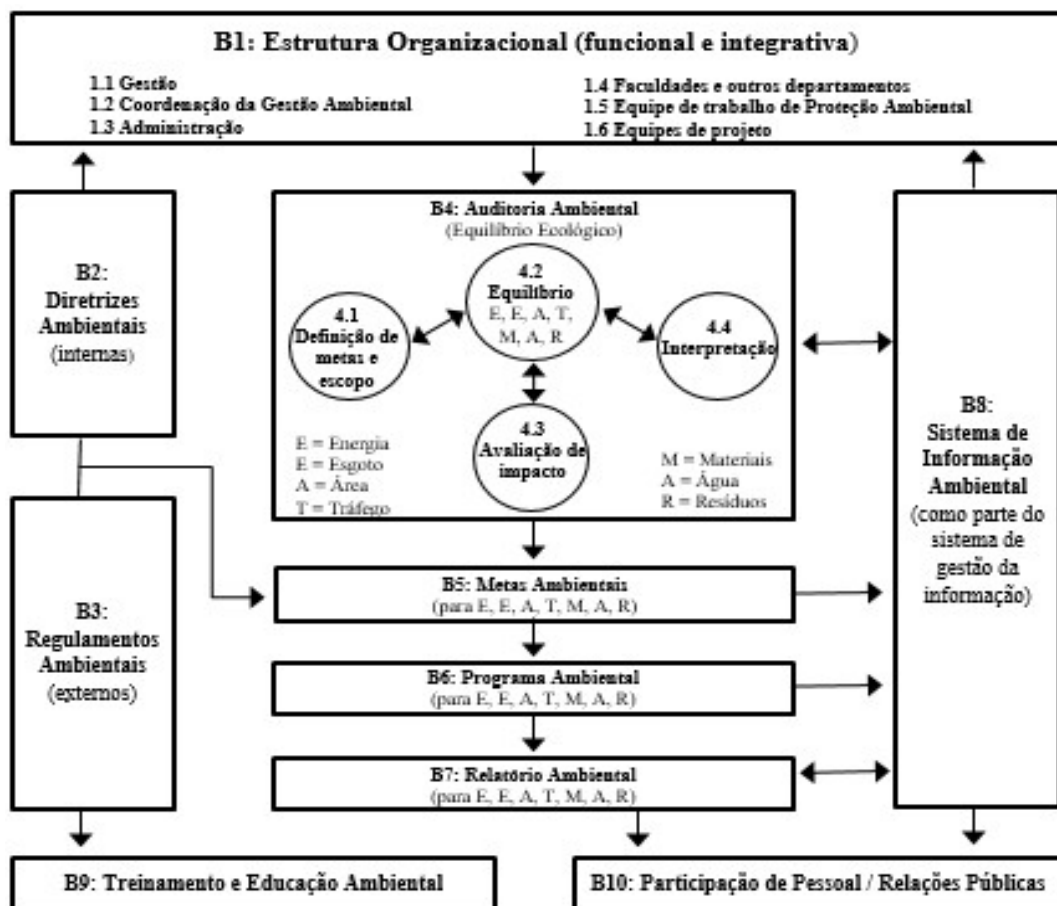 B1: Estrutura Organizacional (funcional e integrativa)
1.1 Gestão
1.2 Coordenação da Gestão Ambiental
1.3 Administração
1.4 Faculdades e outros departamentos
1.5 Equipe de trabalho de Proteção Ambiental
1.6 Equipes de projeto
B2:
Diretrizes
Ambientais
(internas)
B3:
Regulamentos
Ambientais
(externos)
B4: Auditoria Ambiental
(Equilíbrio Ecológico)
4.1
Definição de
metas e
escopo
4.2
Equilíbrio
E, E, A, T,
M, A, R
4.4
Interpretação
4.3
Avaliação de
impacto
E = Energia
E = Esgoto
A = Área
T = Tráfego
M = Materiais
A = Água
R = Resíduos
B5: Metas Ambientais
(para E, E, A, T, M, A, R)
B6: Programa Ambiental
(para E, E, A, T, M, A, R)
B7: Relatório Ambiental
(para E, E, A, T, M, A, R)
B8:
Sistema de
Informação
Ambiental
(como parte do
sistema de
gestão da
informação)
B9: Treinamento e Educação Ambiental
B10: Participação de Pessoal / Relações Públicas